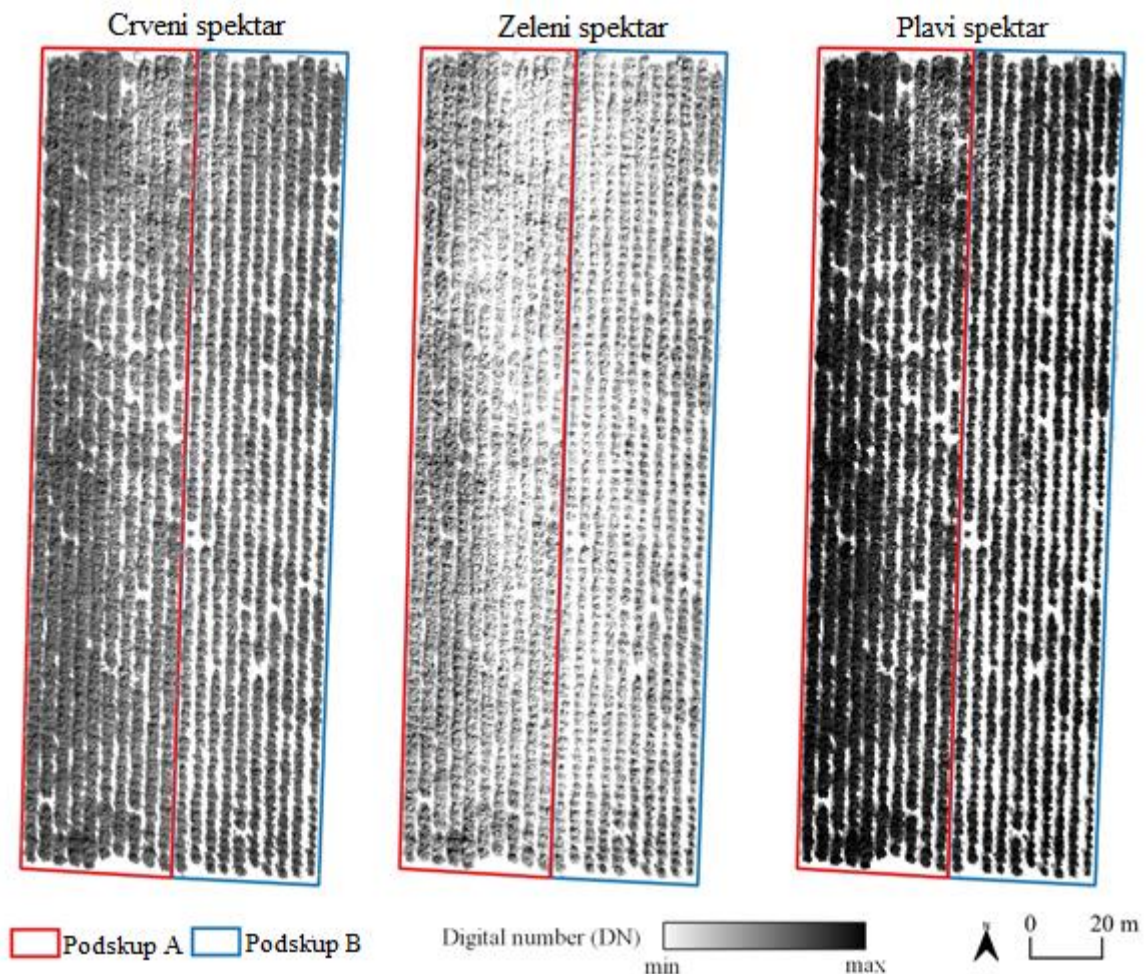 Crveni spektar
Zeleni spektar
Plavi spektar
Podskup A
Podskup B
Digital number (DN)
min
max
N
0
20 m